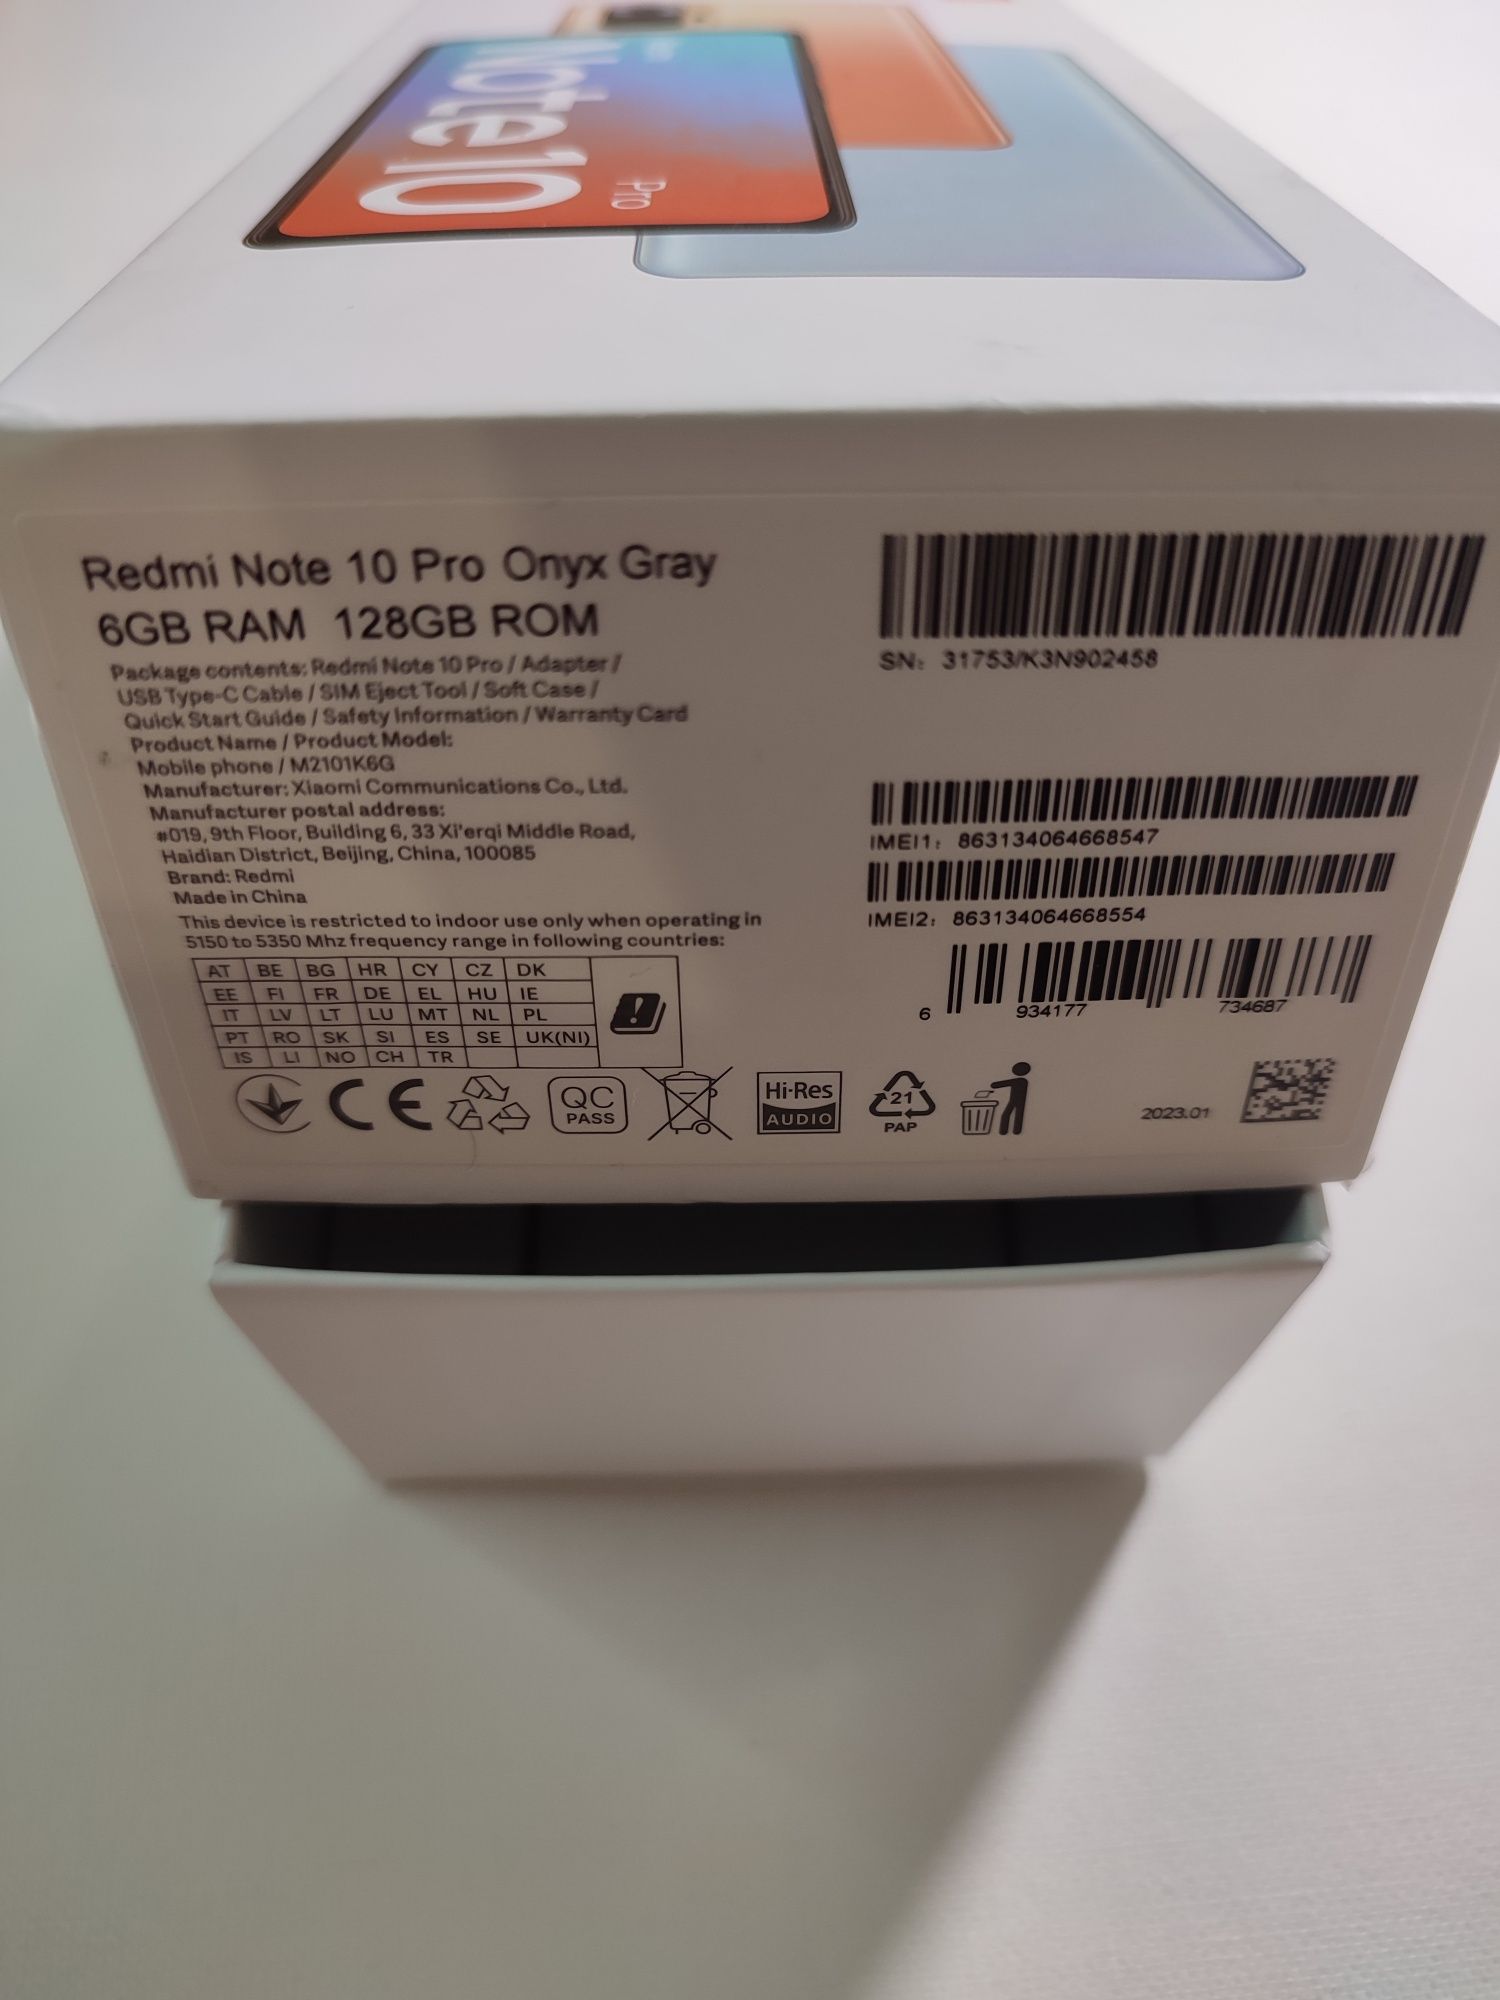 Note10
Pro
Redmi Note 10 Pro Onyx Gray
6GB RAM 128GB ROM
Package contents: Redmi Note 10 Pro / Adapter /
USB Type-C Cable / SIM Eject Tool / Soft Case /
Quick Start Guide / Safety Information / Warranty Card
Product Name / Product Model:
Mobile phone / M2101K6G
Manufacturer: Xiaomi Communications Co., Ltd.
Manufacturer postal address:
#019, 9th Floor, Building 6, 33 Xi'erqi Middle Road,
Haidian District, Beijing, China, 100085
Brand: Redmi
Made in China
This device is restricted to indoor use only when operating in
5150 to 5350 Mhz frequency range in following countries:
AT BE BG HR CY CZ DK
EE FI FR DE EL HU IE
IT LV LT LU MT NL PL
PT RO SK SI ES SE UK(NI)
IS LI NO CH TR
CE
QC
PASS
Hi-Res
AUDIO
21
PAP
SN: 31753/K3N902458
IMEI1: 863134064668547
IMEI2: 863134064668554
6 934177 734687
2023.01